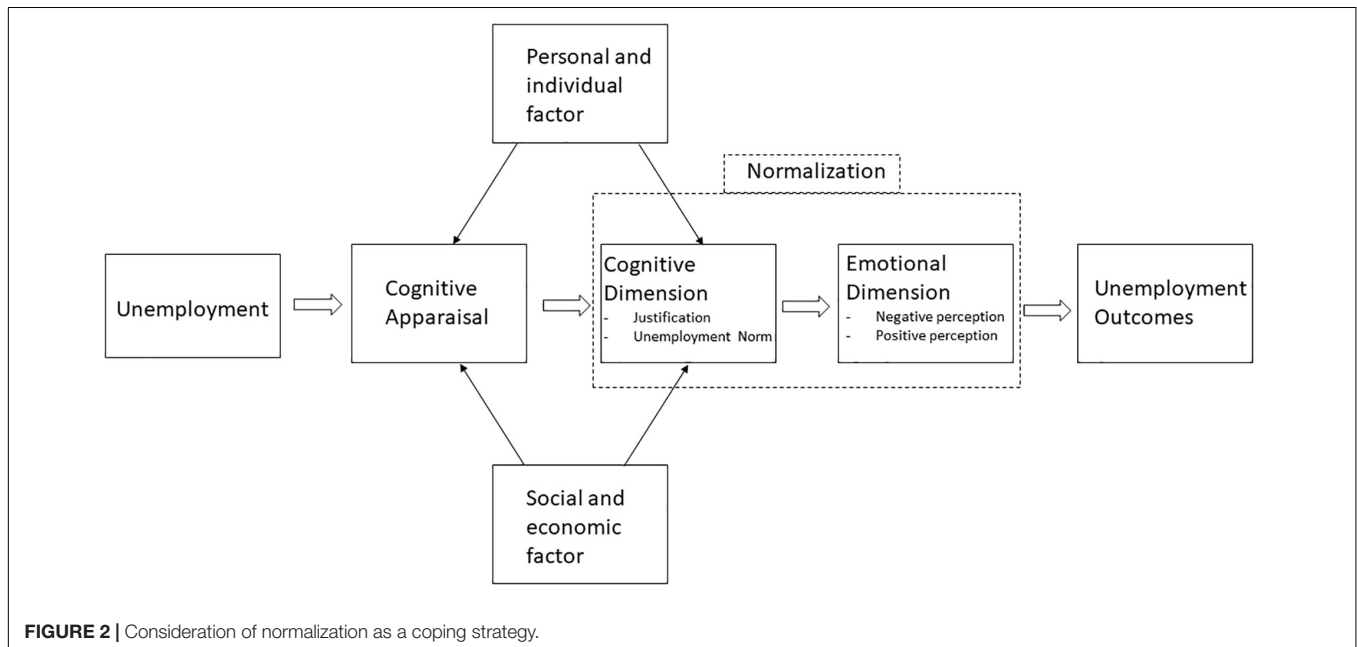 Personal and
individual
factor
Normalization
Unemployment
Cognitive
Apparaisal
Cognitive
Dimension
- Justification
- Unemployment Norm
Emotional
Dimension
- Negative perception
- Positive perception
Unemployment
Outcomes
Social and
economic
factor
FIGURE 2 | Consideration of normalization as a coping strategy.